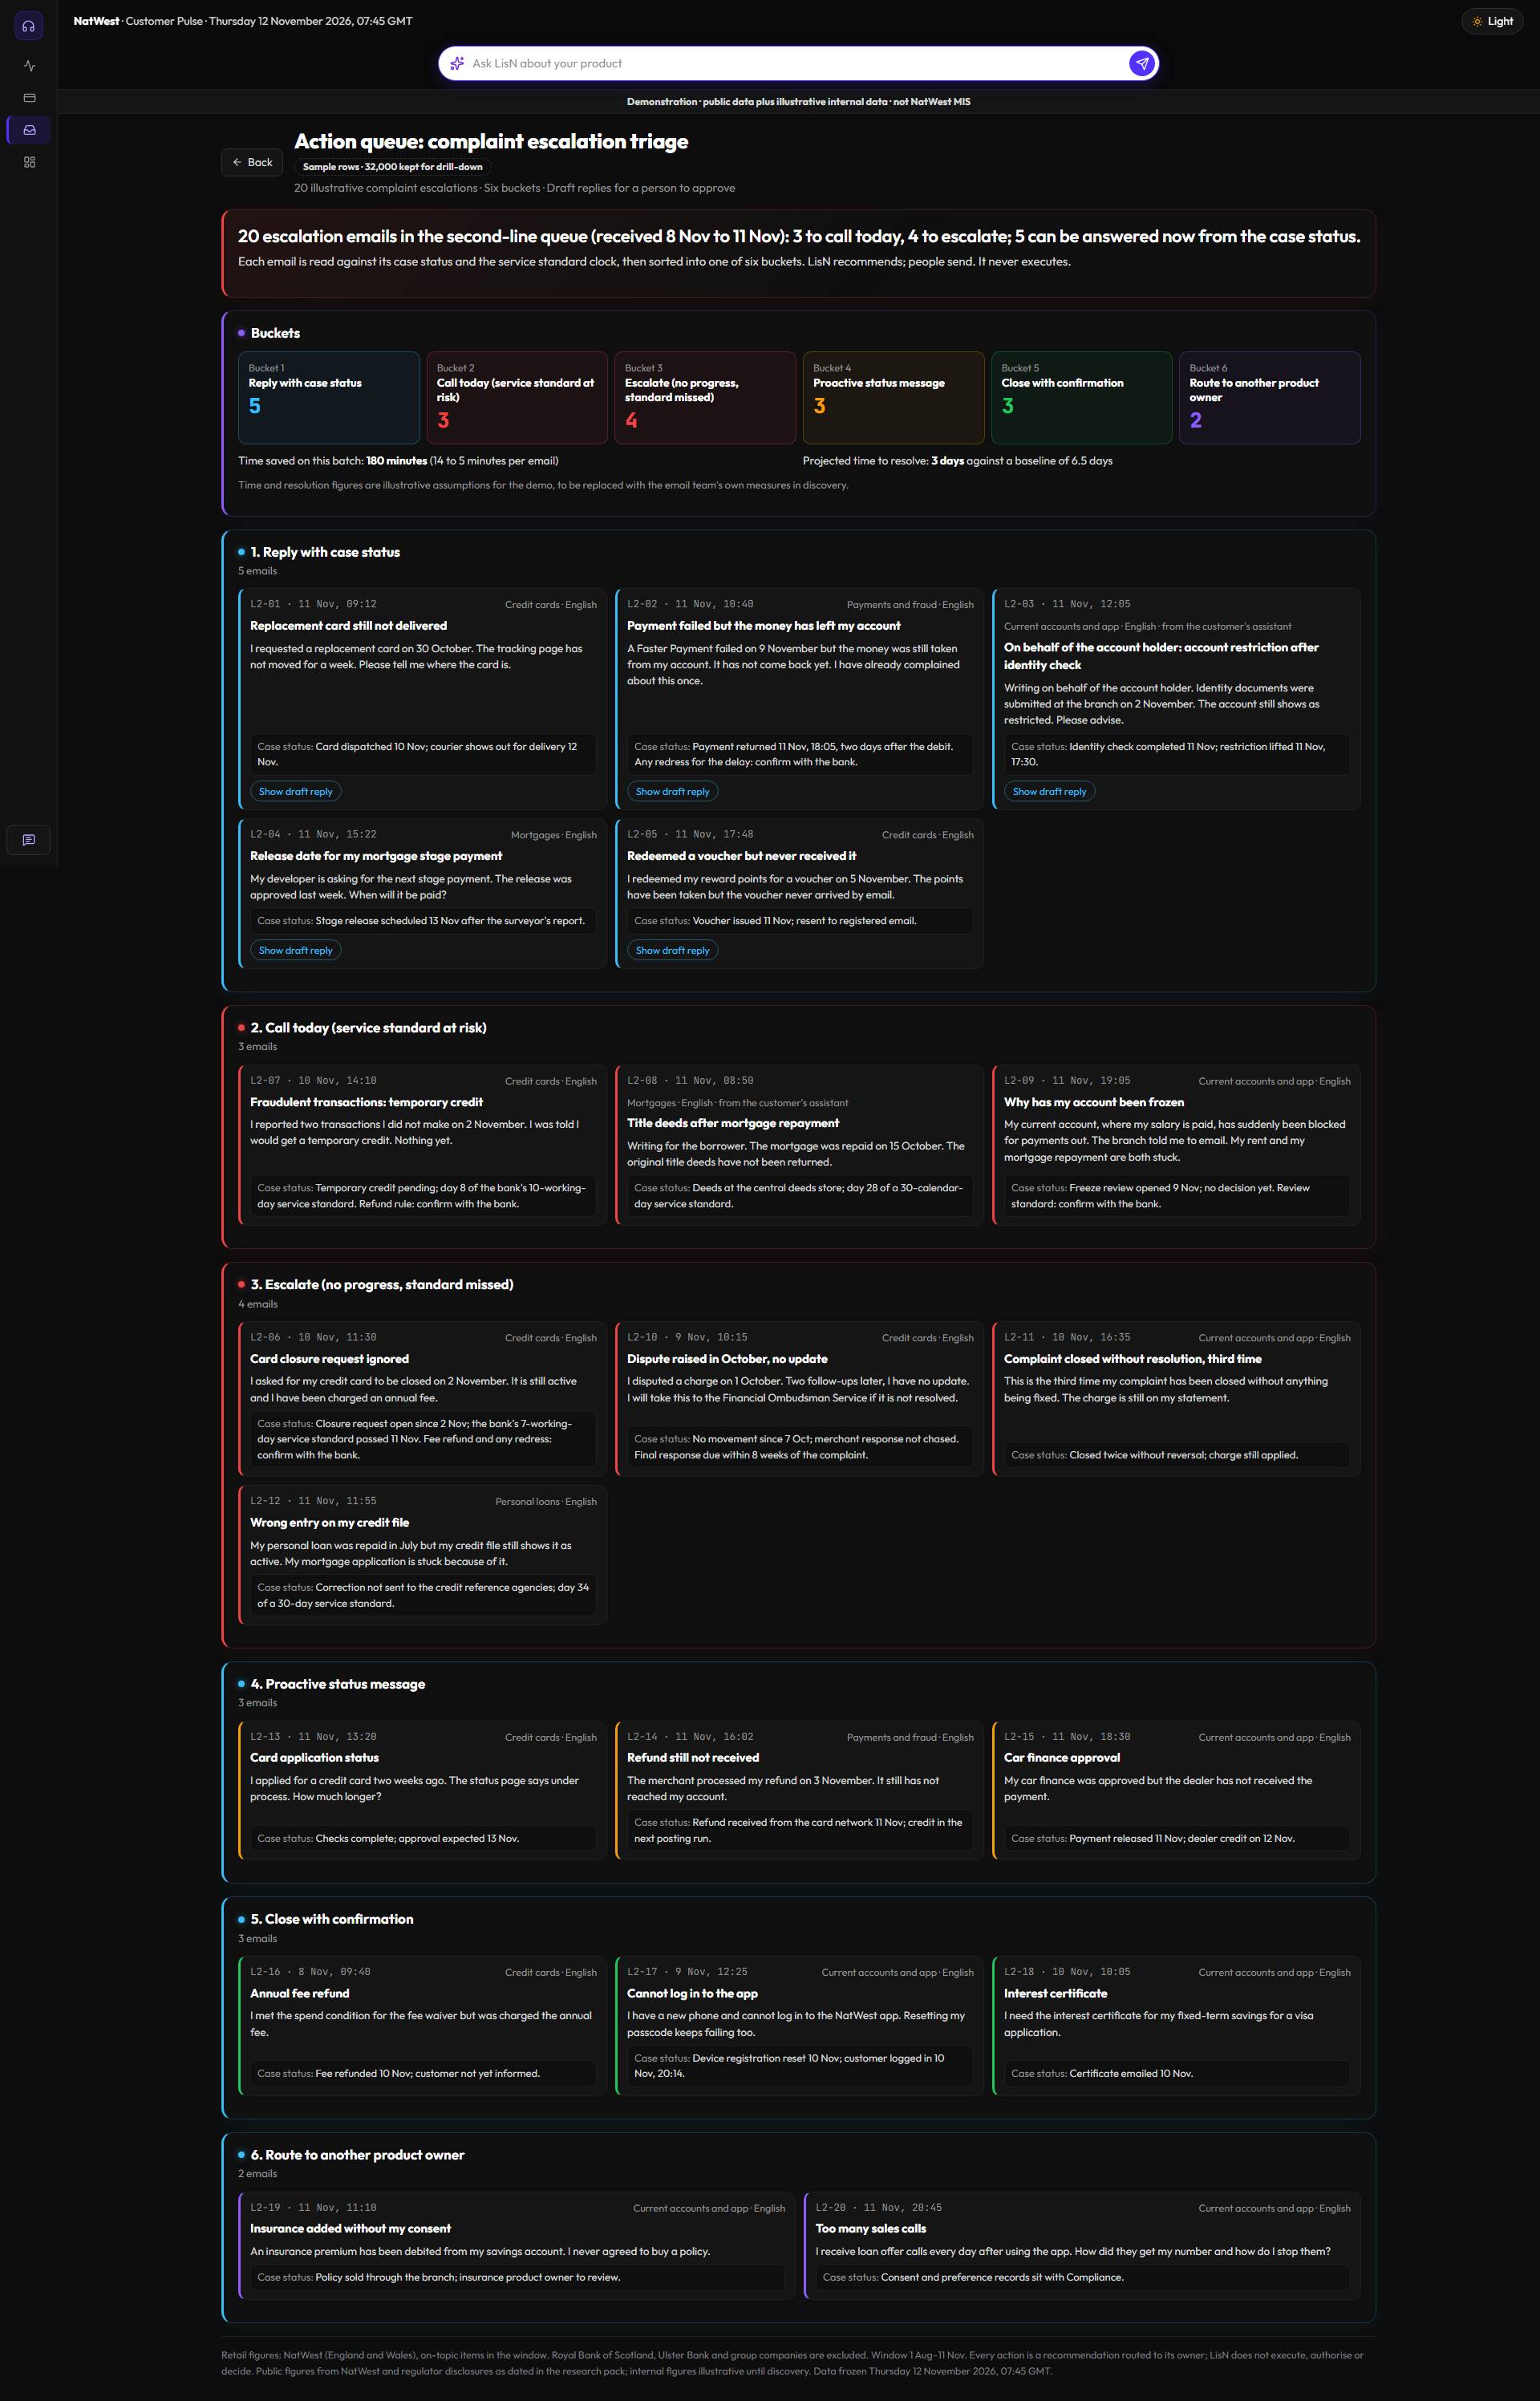 NatWest · Customer Pulse · Thursday 12 November 2026, 07:45 GMT
Light
Ask LisN about your product
Demonstration · public data plus illustrative internal data · not NatWest MIS
Back
Action queue: complaint escalation triage
Sample rows · 32,000 kept for drill-down
20 illustrative complaint escalations · Six buckets · Draft replies for a person to approve
20 escalation emails in the second-line queue (received 8 Nov to 11 Nov): 3 to call today, 4 to escalate; 5 can be answered now from the case status.
Each email is read against its case status and the service standard clock, then sorted into one of six buckets. LisN recommends; people send. It never executes.
Buckets
Bucket 1
Reply with case status
5
Bucket 2
Call today (service standard at
risk)
3
Bucket 3
Escalate (no progress,
standard missed)
4
Bucket 4
Proactive status message
3
Bucket 5
Close with confirmation
3
Bucket 6
Route to another product
owner
2
Time saved on this batch: 180 minutes (14 to 5 minutes per email)
Projected time to resolve: 3 days against a baseline of 6.5 days
Time and resolution figures are illustrative assumptions for the demo, to be replaced with the email team's own measures in discovery.
1. Reply with case status
5 emails
L2-01 · 11 Nov, 09:12
Credit cards · English
Replacement card still not delivered
I requested a replacement card on 30 October. The tracking page has
not moved for a week. Please tell me where the card is.
Case status: Card dispatched 10 Nov; courier shows out for delivery 12
Nov.
Show draft reply
L2-02 · 11 Nov, 10:40
Payments and fraud · English
Payment failed but the money has left my account
A Faster Payment failed on 9 November but the money was still taken
from my account. It has not come back yet. I have already complained
about this once.
Case status: Payment returned 11 Nov, 18:05, two days after the debit.
Any redress for the delay: confirm with the bank.
Show draft reply
L2-03 · 11 Nov, 12:05
Current accounts and app · English · from the customer's assistant
On behalf of the account holder: account restriction after
identity check
Writing on behalf of the account holder. Identity documents were
submitted at the branch on 2 November. The account still shows as
restricted. Please advise.
Case status: Identity check completed 11 Nov; restriction lifted 11 Nov,
17:30.
Show draft reply
L2-04 · 11 Nov, 15:22
Mortgages · English
Release date for my mortgage stage payment
My developer is asking for the next stage payment. The release was
approved last week. When will it be paid?
Case status: Stage release scheduled 13 Nov after the surveyor's report.
Show draft reply
L2-05 · 11 Nov, 17:48
Credit cards · English
Redeemed a voucher but never received it
I redeemed my reward points for a voucher on 5 November. The points
have been taken but the voucher never arrived by email.
Case status: Voucher issued 11 Nov; resent to registered email.
Show draft reply
2. Call today (service standard at risk)
3 emails
L2-07 · 10 Nov, 14:10
Credit cards · English
Fraudulent transactions: temporary credit
I reported two transactions I did not make on 2 November. I was told I
would get a temporary credit. Nothing yet.
Case status: Temporary credit pending; day 8 of the bank's 10-working-
day service standard. Refund rule: confirm with the bank.
L2-08 · 11 Nov, 08:50
Mortgages · English · from the customer's assistant
Title deeds after mortgage repayment
Writing for the borrower. The mortgage was repaid on 15 October. The
original title deeds have not been returned.
Case status: Deeds at the central deeds store; day 28 of a 30-calendar-
day service standard.
L2-09 · 11 Nov, 19:05
Current accounts and app · English
Why has my account been frozen
My current account, where my salary is paid, has suddenly been blocked
for payments out. The branch told me to email. My rent and my
mortgage repayment are both stuck.
Case status: Freeze review opened 9 Nov; no decision yet. Review
standard: confirm with the bank.
3. Escalate (no progress, standard missed)
4 emails
L2-06 · 10 Nov, 11:30
Credit cards · English
Card closure request ignored
I asked for my credit card to be closed on 2 November. It is still active
and I have been charged an annual fee.
Case status: Closure request open since 2 Nov; the bank's 7-working-
day service standard passed 11 Nov. Fee refund and any redress:
confirm with the bank.
L2-10 · 9 Nov, 10:15
Credit cards · English
Dispute raised in October, no update
I disputed a charge on 1 October. Two follow-ups later, I have no update.
I will take this to the Financial Ombudsman Service if it is not resolved.
Case status: No movement since 7 Oct; merchant response not chased.
Final response due within 8 weeks of the complaint.
L2-11 · 10 Nov, 16:35
Current accounts and app · English
Complaint closed without resolution, third time
This is the third time my complaint has been closed without anything
being fixed. The charge is still on my statement.
Case status: Closed twice without reversal; charge still applied.
L2-12 · 11 Nov, 11:55
Personal loans · English
Wrong entry on my credit file
My personal loan was repaid in July but my credit file still shows it as
active. My mortgage application is stuck because of it.
Case status: Correction not sent to the credit reference agencies; day 34
of a 30-day service standard.
4. Proactive status message
3 emails
L2-13 · 11 Nov, 13:20
Credit cards · English
Card application status
I applied for a credit card two weeks ago. The status page says under
process. How much longer?
Case status: Checks complete; approval expected 13 Nov.
L2-14 · 11 Nov, 16:02
Payments and fraud · English
Refund still not received
The merchant processed my refund on 3 November. It still has not
reached my account.
Case status: Refund received from the card network 11 Nov; credit in the
next posting run.
L2-15 · 11 Nov, 18:30
Current accounts and app · English
Car finance approval
My car finance was approved but the dealer has not received the
payment.
Case status: Payment released 11 Nov; dealer credit on 12 Nov.
5. Close with confirmation
3 emails
L2-16 · 8 Nov, 09:40
Credit cards · English
Annual fee refund
I met the spend condition for the fee waiver but was charged the annual
fee.
Case status: Fee refunded 10 Nov; customer not yet informed.
L2-17 · 9 Nov, 12:25
Current accounts and app · English
Cannot log in to the app
I have a new phone and cannot log in to the NatWest app. Resetting my
passcode keeps failing too.
Case status: Device registration reset 10 Nov; customer logged in 10
Nov, 20:14.
L2-18 · 10 Nov, 10:05
Current accounts and app · English
Interest certificate
I need the interest certificate for my fixed-term savings for a visa
application.
Case status: Certificate emailed 10 Nov.
6. Route to another product owner
2 emails
L2-19 · 11 Nov, 11:10
Current accounts and app · English
Insurance added without my consent
An insurance premium has been debited from my savings account. I never agreed to buy a policy.
Case status: Policy sold through the branch; insurance product owner to review.
L2-20 · 11 Nov, 20:45
Current accounts and app · English
Too many sales calls
I receive loan offer calls every day after using the app. How did they get my number and how do I stop them?
Case status: Consent and preference records sit with Compliance.
Retail figures: NatWest (England and Wales), on-topic items in the window. Royal Bank of Scotland, Ulster Bank and group companies are excluded. Window 1 Aug–11 Nov. Every action is a recommendation routed to its owner; LisN does not execute, authorise or
decide. Public figures from NatWest and regulator disclosures as dated in the research pack; internal figures illustrative until discovery. Data frozen Thursday 12 November 2026, 07:45 GMT.